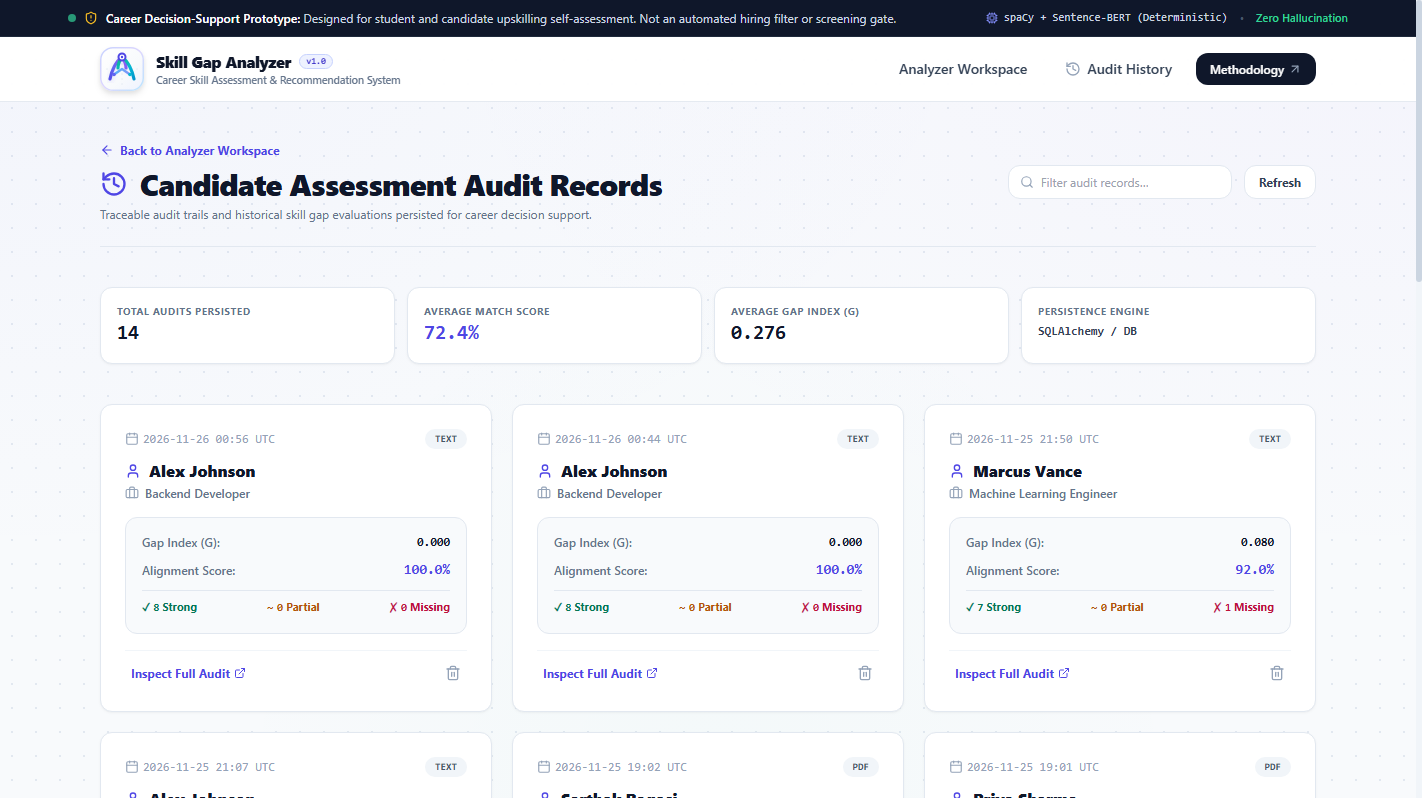 Career Decision-Support Prototype: Designed for student and candidate upskilling self-assessment. Not an automated hiring filter or screening gate.
spaCy + Sentence-BERT (Deterministic) • Zero Hallucination
Skill Gap Analyzer v1.0
Career Skill Assessment & Recommendation System
Analyzer Workspace
Audit History
Methodology
Back to Analyzer Workspace
Candidate Assessment Audit Records
Traceable audit trails and historical skill gap evaluations persisted for career decision support.
Filter audit records...
Refresh
TOTAL AUDITS PERSISTED
14
AVERAGE MATCH SCORE
72.4%
AVERAGE GAP INDEX (G)
0.276
PERSISTENCE ENGINE
SQLAlchemy / DB
2026-11-26 00:56 UTC TEXT
Alex Johnson
Backend Developer
Gap Index (G): 0.000
Alignment Score: 100.0%
✓ 8 Strong ~ 0 Partial ✗ 0 Missing
Inspect Full Audit
2026-11-26 00:44 UTC TEXT
Alex Johnson
Backend Developer
Gap Index (G): 0.000
Alignment Score: 100.0%
✓ 8 Strong ~ 0 Partial ✗ 0 Missing
Inspect Full Audit
2026-11-25 21:50 UTC TEXT
Marcus Vance
Machine Learning Engineer
Gap Index (G): 0.080
Alignment Score: 92.0%
✓ 7 Strong ~ 0 Partial ✗ 1 Missing
Inspect Full Audit
2026-11-25 21:07 UTC TEXT
Alex Johnson
2026-11-25 19:02 UTC PDF
2026-11-25 19:01 UTC PDF
Priya Sharma